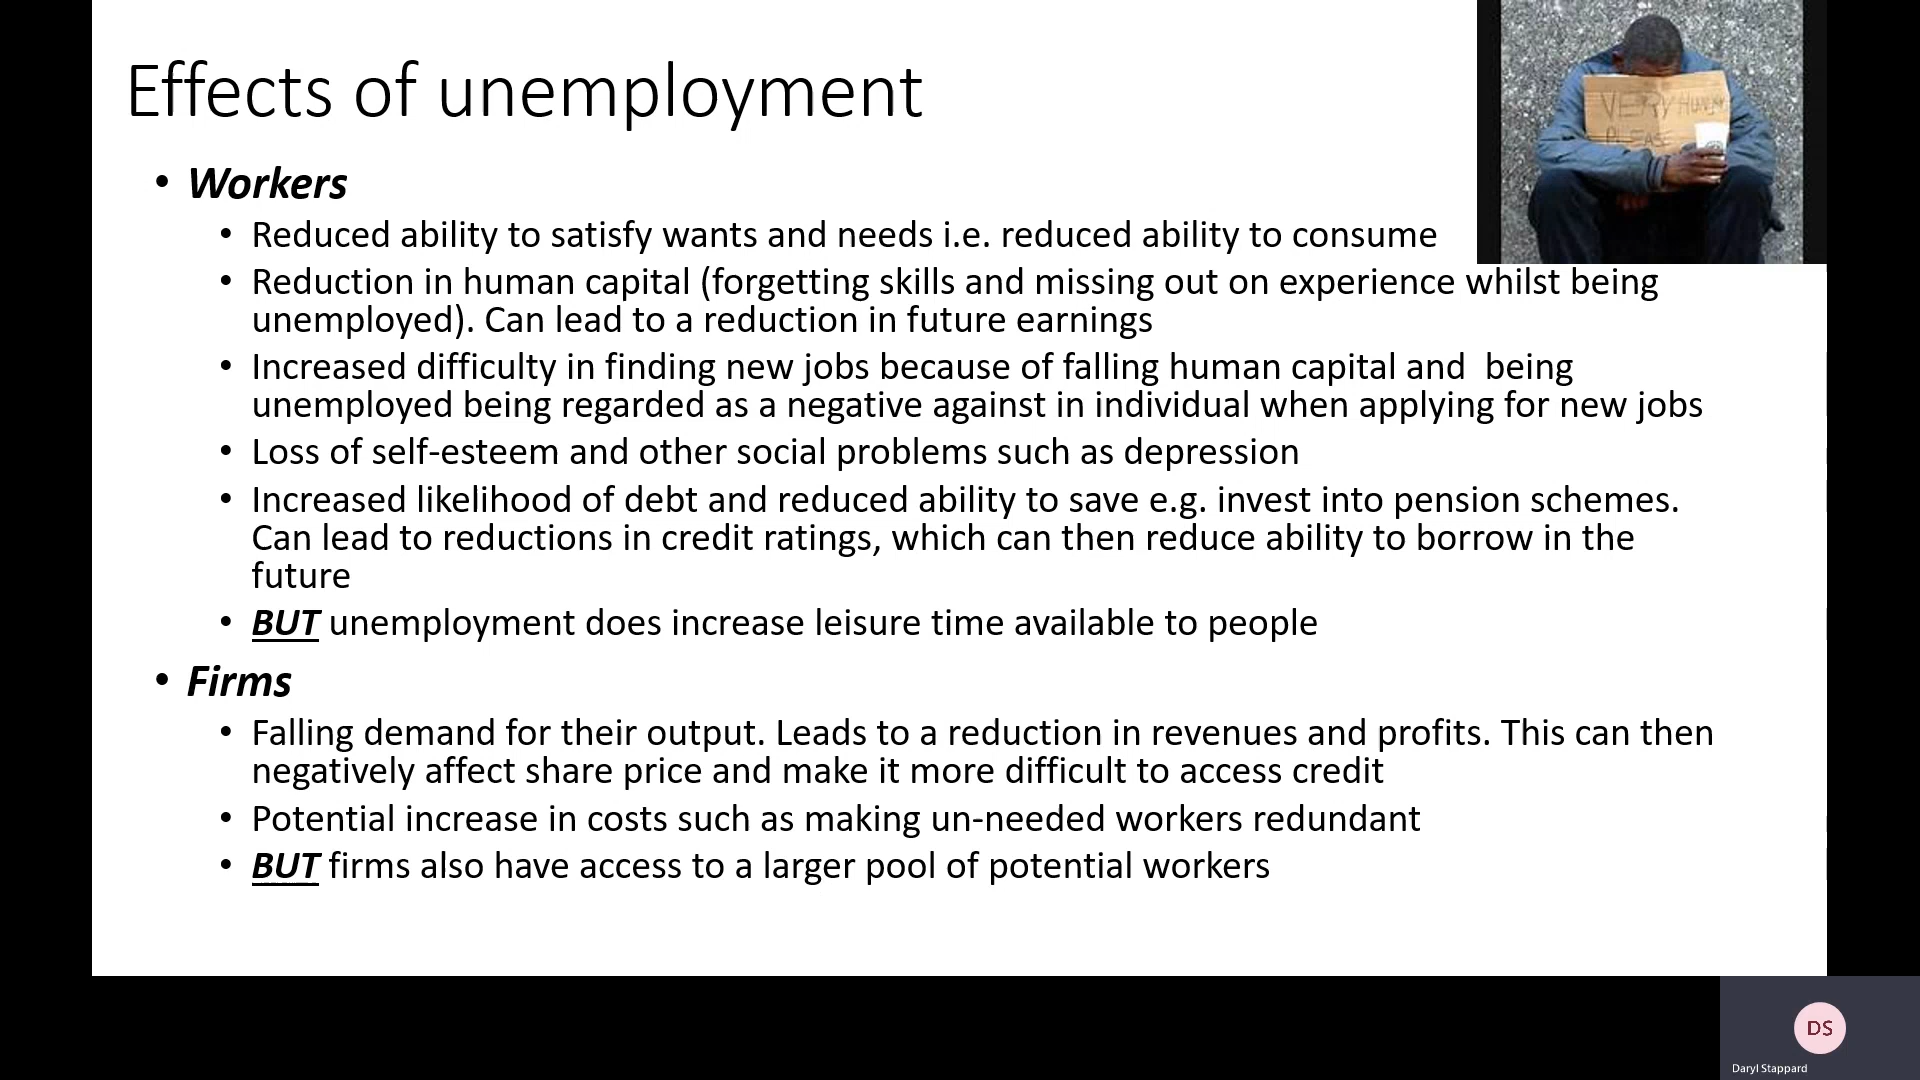 Effects of unemployment
VERY HUNGRY
PLEASE
• Workers
• Reduced ability to satisfy wants and needs i.e. reduced ability to consume
• Reduction in human capital (forgetting skills and missing out on experience whilst being
unemployed). Can lead to a reduction in future earnings
• Increased difficulty in finding new jobs because of falling human capital and  being
unemployed being regarded as a negative against in individual when applying for new jobs
• Loss of self-esteem and other social problems such as depression
• Increased likelihood of debt and reduced ability to save e.g. invest into pension schemes.
Can lead to reductions in credit ratings, which can then reduce ability to borrow in the
future
• BUT unemployment does increase leisure time available to people
• Firms
• Falling demand for their output. Leads to a reduction in revenues and profits. This can then
negatively affect share price and make it more difficult to access credit
• Potential increase in costs such as making un-needed workers redundant
• BUT firms also have access to a larger pool of potential workers
DS
Daryl Stappard